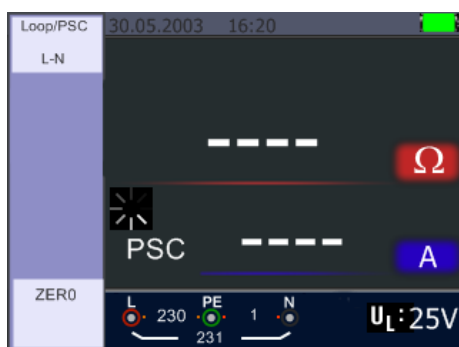 Loop/PSC 30.05.2003 16:20
L-N
---- Ω
PSC ---- A
ZER0
L 230 PE 1 N
231
UL:25V